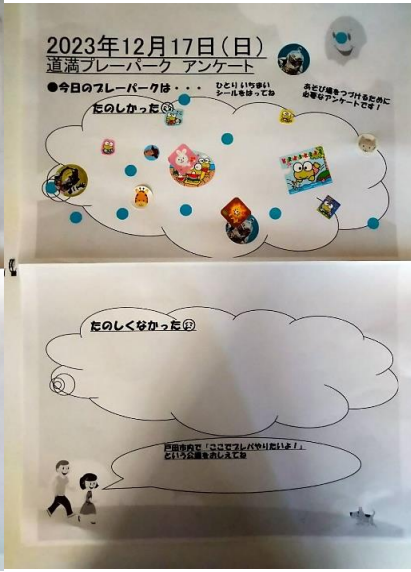 2023年12月17日(日)
道満プレーパーク アンケート
●今日のプレーパークは・・・
ひとり いちまい
シールをはってね
あそび場をつづけるために
必要なアンケートです！
たのしかった
たのしくなかった
戸田市内で「ここでプレパやりたいよ！」
という公園をおしえてね